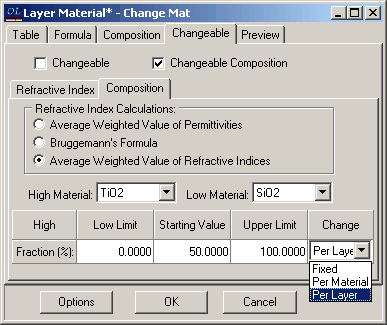 OL Layer Material* - Change Mat
Table Formula Composition Changeable Preview
Changeable Changeable Composition
Refractive Index Composition
Refractive Index Calculations:
Average Weighted Value of Permittivities
Bruggemann's Formula
Average Weighted Value of Refractive Indices
High Material: TiO2 Low Material: SiO2
High Low Limit Starting Value Upper Limit Change
Fraction (%): 0.0000 50.0000 100.0000 Per Laye
Fixed
Per Material
Per Layer
Options OK Cancel